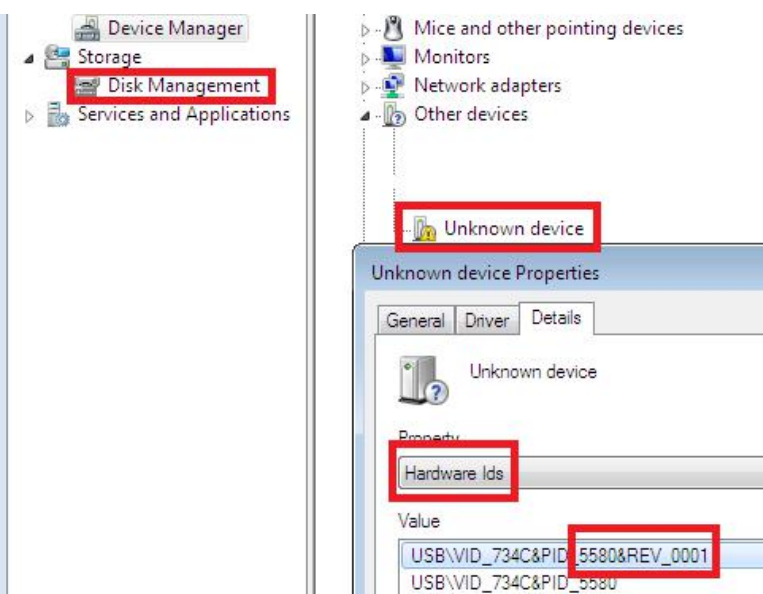 Device Manager
Storage
Disk Management
Services and Applications
Mice and other pointing devices
Monitors
Network adapters
Other devices
Unknown device
Unknown device Properties
General Driver Details
Unknown device
Property
Hardware Ids
Value
USB\VID_734C&PID_5580&REV_0001
USB\VID_734C&PID_5580